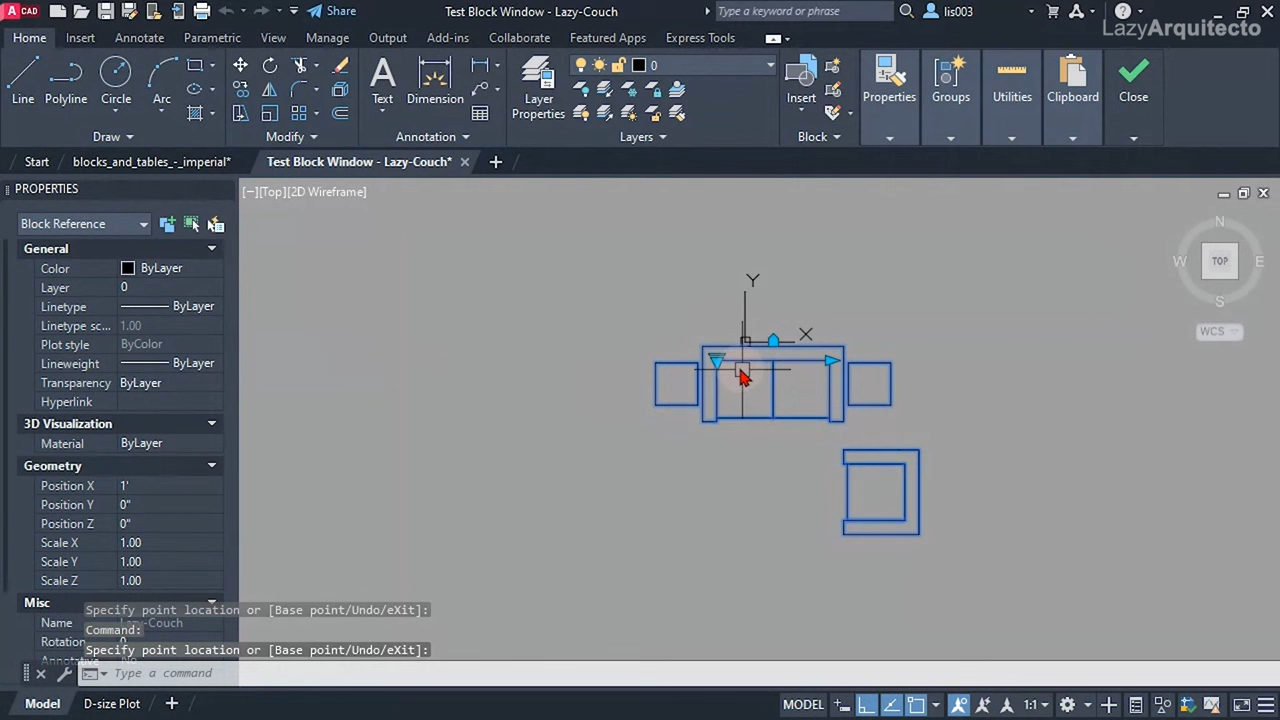 A CAD
Share
Test Block Window - Lazy-Couch
Type a keyword or phrase
lis003
LazyArquitecto
Home
Insert
Annotate
Parametric
View
Manage
Output
Add-ins
Collaborate
Featured Apps
Express Tools
0
Line
Polyline
Circle
Arc
Text
Dimension
Layer
Properties
Insert
Properties
Groups
Utilities
Clipboard
Close
Draw
Modify
Annotation
Layers
Block
Start
blocks_and_tables_-_imperial*
Test Block Window - Lazy-Couch*
PROPERTIES
[−][Top][2D Wireframe]
Block Reference
General
Color ByLayer
Layer 0
Linetype ByLayer
Linetype sc... 1.00
Plot style ByColor
Lineweight ByLayer
Transparency ByLayer
Hyperlink
3D Visualization
Material ByLayer
Geometry
Position X 1'
Position Y 0"
Position Z 0"
Scale X 1.00
Scale Y 1.00
Scale Z 1.00
Misc
Name Lazy-Couch
Rotation 0
Y
X
N
W TOP E
S
WCS
Specify point location or [Base point/Undo/eXit]:
Command:
Specify point location or [Base point/Undo/eXit]:
Type a command
Model
D-size Plot
MODEL
1:1